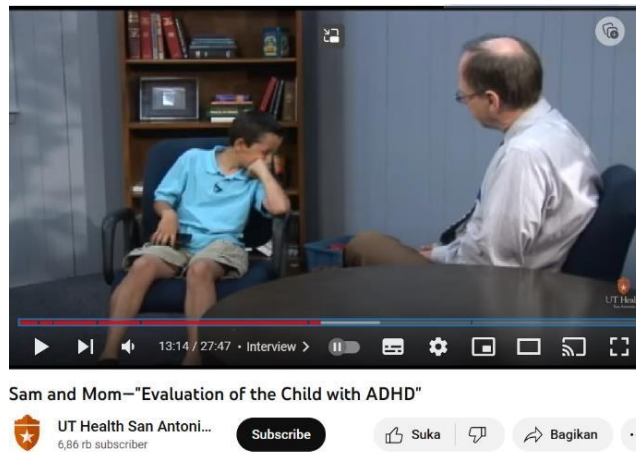 UT Heal
13:14 / 27:47 • Interview >
Sam and Mom—"Evaluation of the Child with ADHD"
UT Health San Antoni...
6,86 rb subscriber
Subscribe
Suka
Bagikan